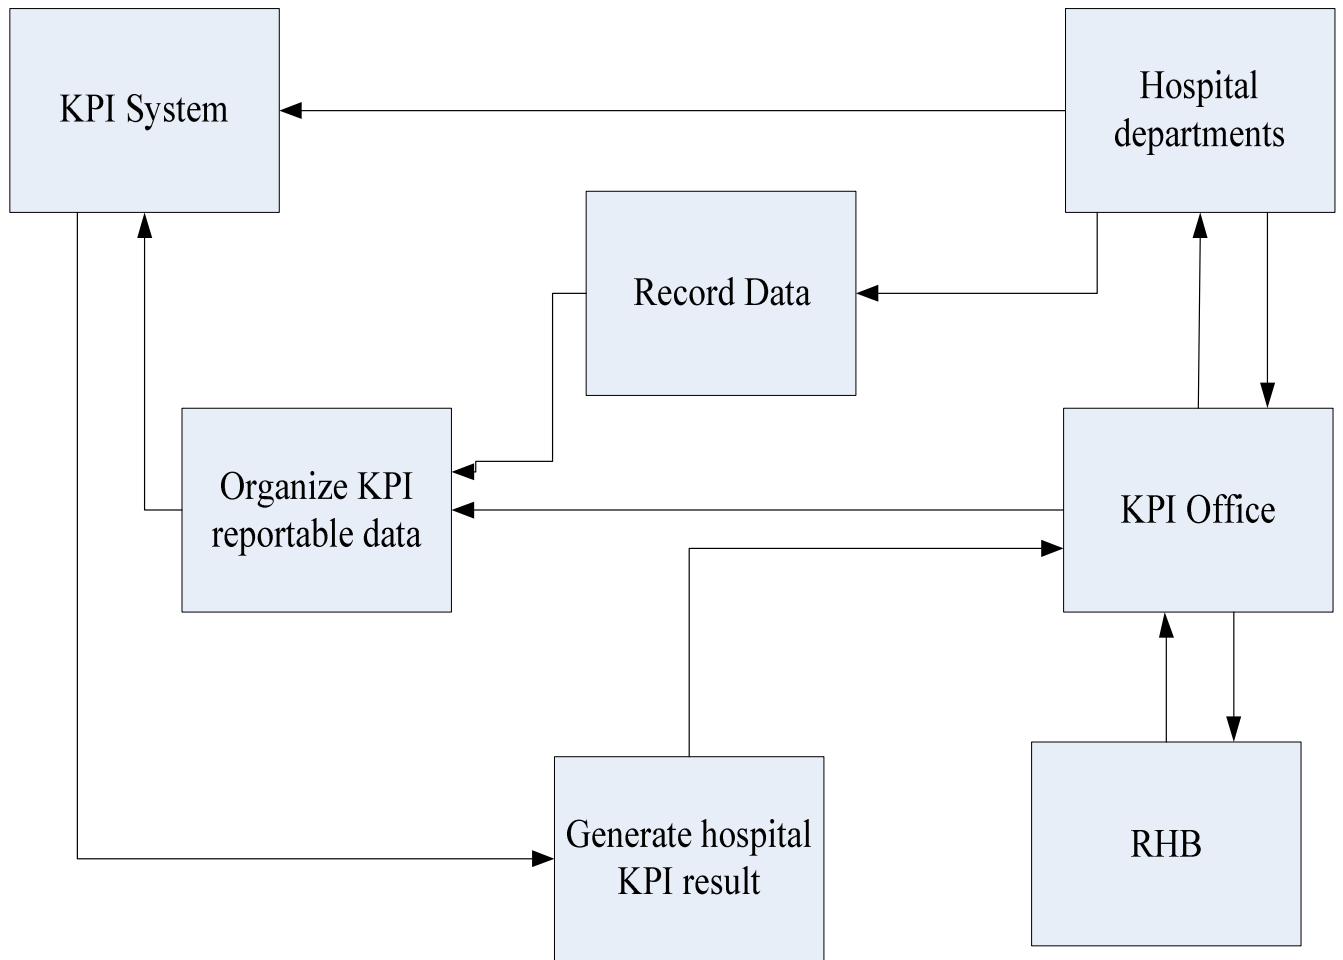 KPI System
Hospital
departments
Record Data
Organize KPI
reportable data
KPI Office
Generate hospital
KPI result
RHB